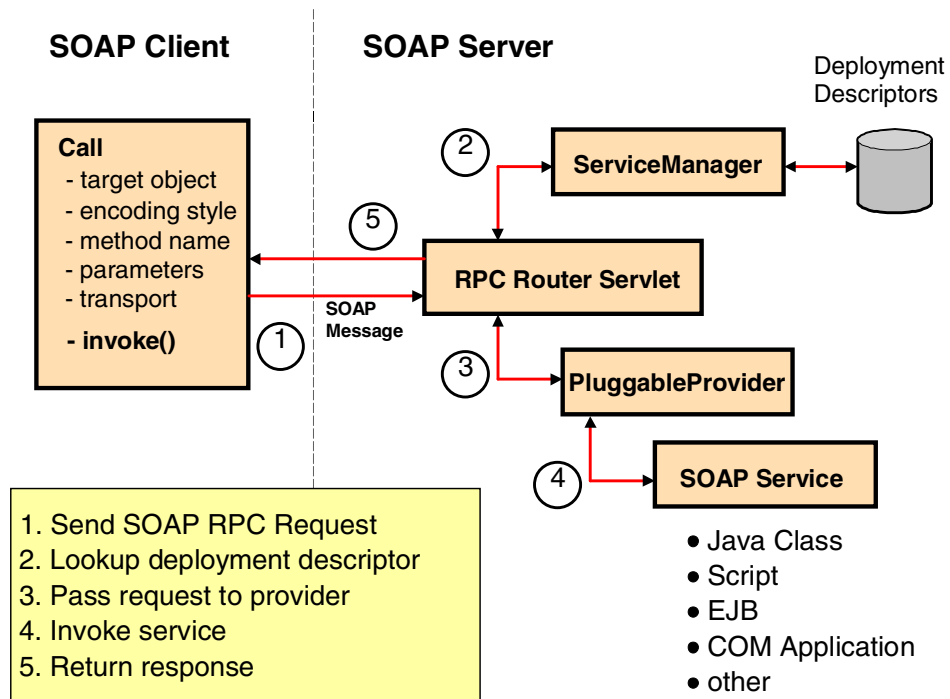 SOAP Client
SOAP Server
Deployment
Descriptors
Call
- target object
- encoding style
- method name
- parameters
- transport
- invoke()
2
ServiceManager
5
RPC Router Servlet
SOAP
Message
1
3
PluggableProvider
4
SOAP Service
1. Send SOAP RPC Request
2. Lookup deployment descriptor
3. Pass request to provider
4. Invoke service
5. Return response
• Java Class
• Script
• EJB
• COM Application
• other